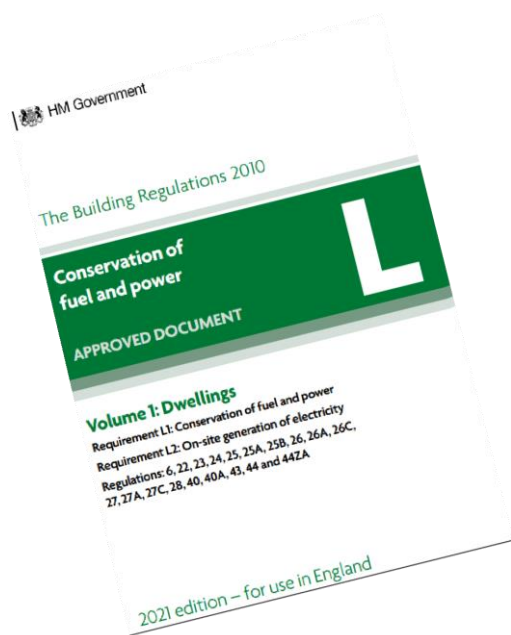 HM Government
The Building Regulations 2010
Conservation of
fuel and power
L
APPROVED DOCUMENT
Volume 1: Dwellings
Requirement L1: Conservation of fuel and power
Requirement L2: On-site generation of electricity
Regulations: 6, 22, 23, 24, 25, 25A, 25B, 26, 26A, 26C,
27, 27A, 27C, 28, 40, 40A, 43, 44 and 44ZA
2021 edition – for use in England